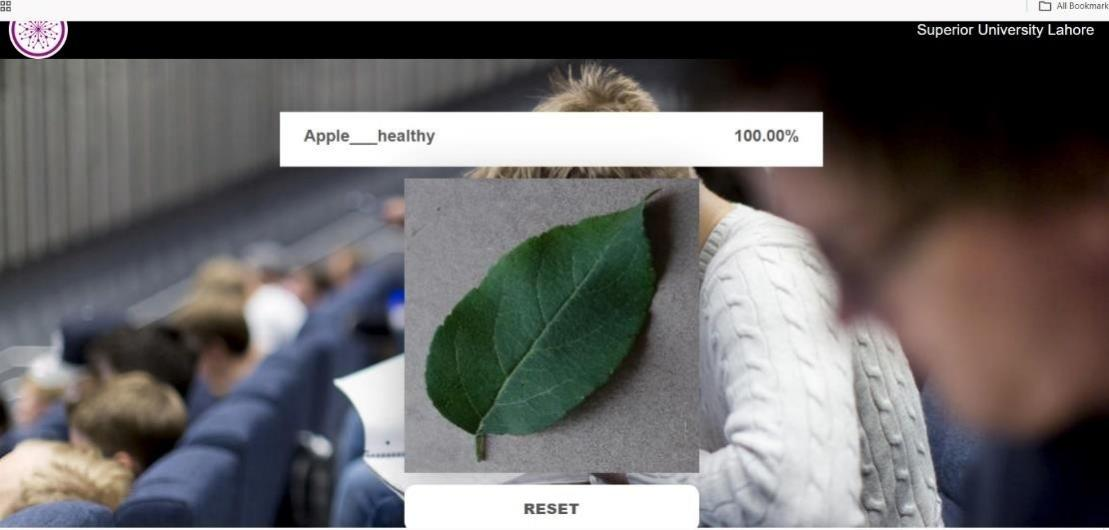 All Bookmark
Superior University Lahore
Apple___healthy 100.00%
RESET